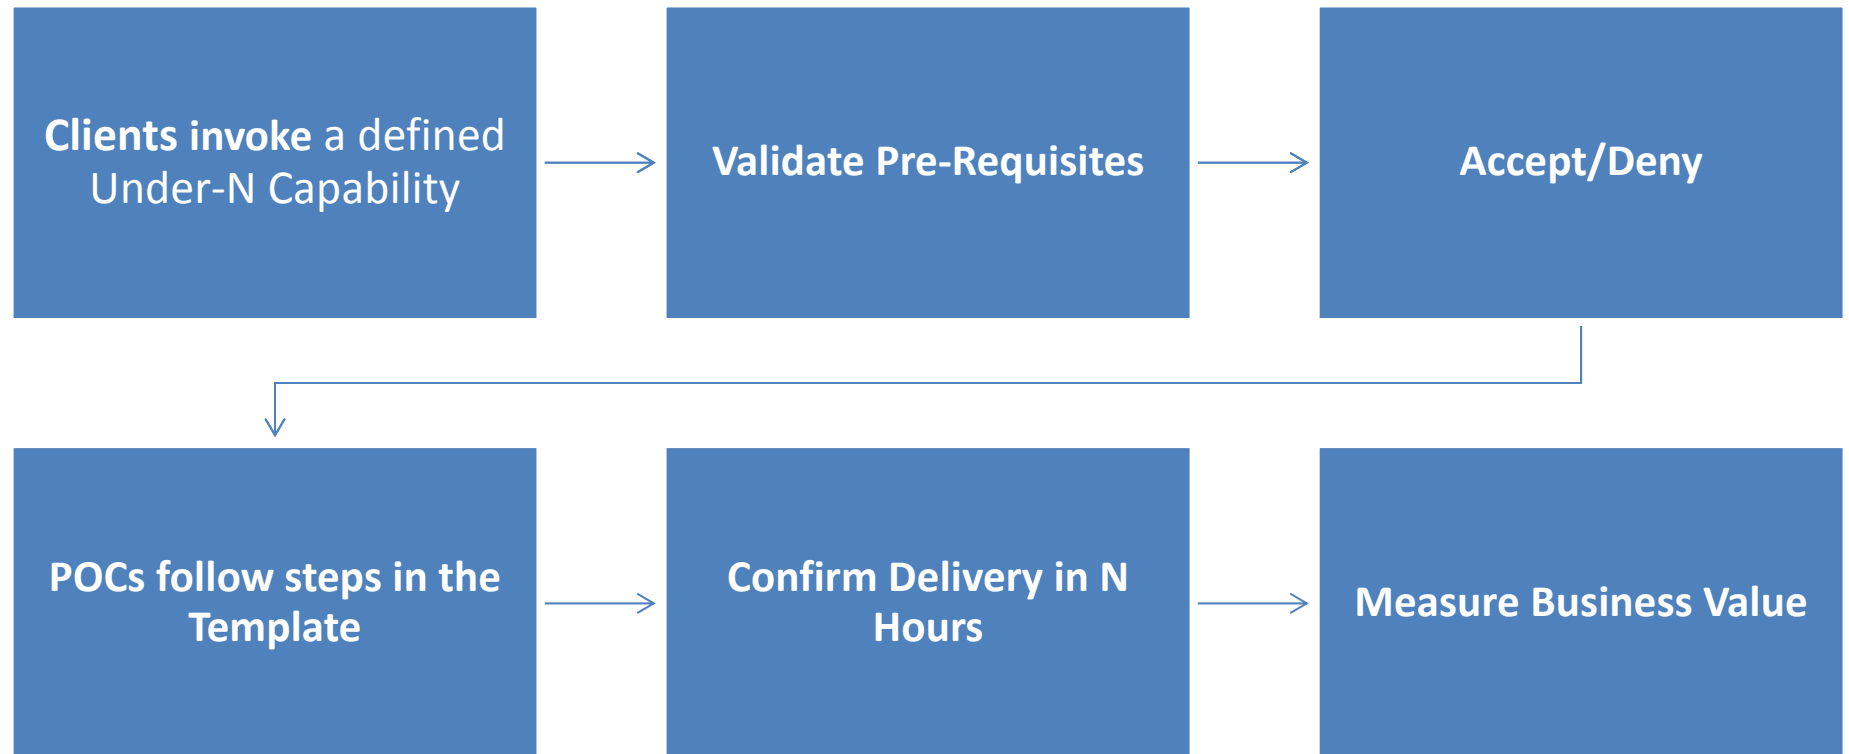 Clients invoke a defined
Under-N Capability
Validate Pre-Requisites
Accept/Deny
POCs follow steps in the
Template
Confirm Delivery in N
Hours
Measure Business Value